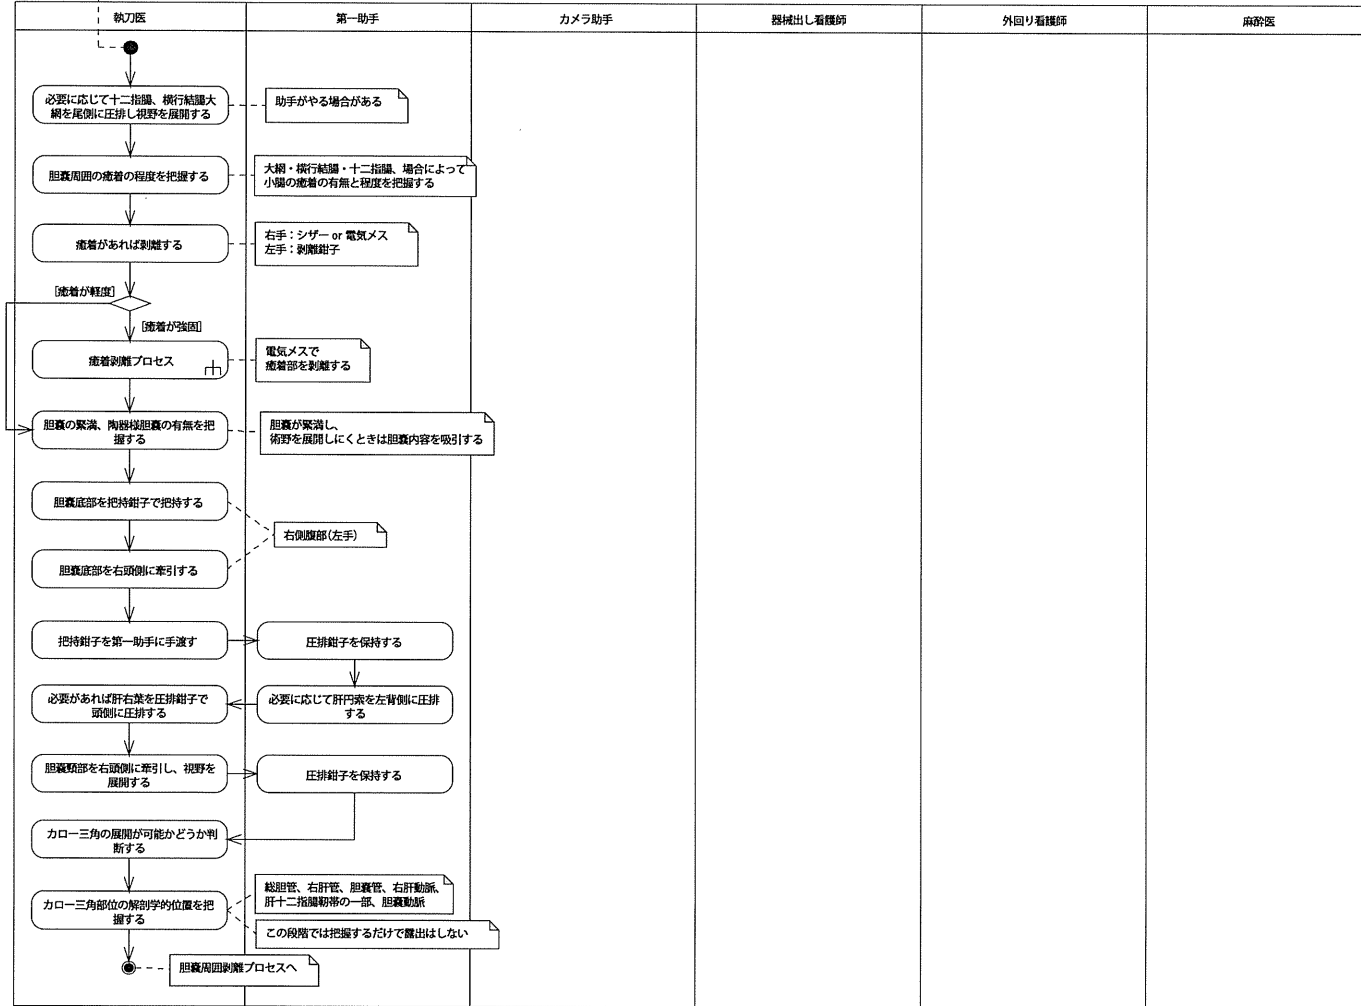 執刀医
第一助手
カメラ助手
器械出し看護師
外回り看護師
麻酔医
必要に応じて十二指腸、横行結腸大
網を尾側に圧排し視野を展開する
助手がやる場合がある
胆嚢周囲の癒着の程度を把握する
大網・横行結腸・十二指腸、場合によって
小腸の癒着の有無と程度を把握する
癒着があれば剥離する
右手：シザー or 電気メス
左手：剥離鉗子
[癒着が軽度]
[癒着が強固]
癒着剥離プロセス
電気メスで
癒着部を剥離する
胆嚢の緊満、陶器様胆嚢の有無を把
握する
胆嚢が緊満し、
術野を展開しにくときは胆嚢内容を吸引する
胆嚢底部を把持鉗子で把持する
右側腹部(左手)
胆嚢底部を右頭側に牽引する
把持鉗子を第一助手に手渡す
圧排鉗子を保持する
必要があれば肝右葉を圧排鉗子で
頭側に圧排する
必要に応じて肝円索を左背側に圧排
する
胆嚢頸部を右頭側に牽引し、視野を
展開する
圧排鉗子を保持する
カロー三角の展開が可能かどうか判
断する
カロー三角部位の解剖学的位置を把
握する
総胆管、右肝管、胆嚢管、右肝動脈、
肝十二指腸靭帯の一部、胆嚢動脈
この段階では把握するだけで露出はしない
胆嚢周囲剥離プロセスへ